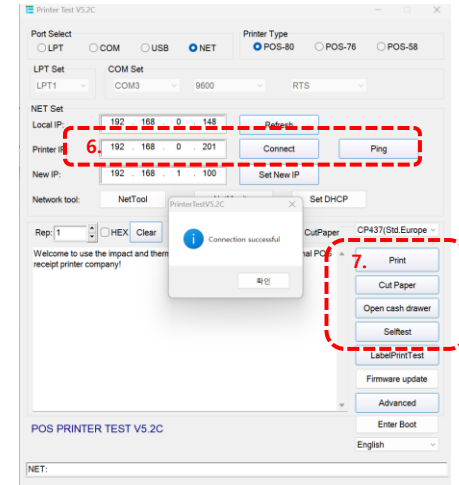 Printer Test V5.2C
Port Select
LPT COM USB NET
Printer Type
POS-80 POS-76 POS-58
LPT Set
COM Set
LPT1 COM3 9600 RTS
NET Set
Local IP: 192 . 168 . 0 . 148 Refresh
6.
Printer IP: 192 . 168 . 0 . 201 Connect Ping
New IP: 192 . 168 . 1 . 100 Set New IP
Network tool: NetTool Set DHCP
PrinterTestV5.2C
Connection successful
확인
Rep: 1 HEX Clear CutPaper CP437(Std.Europe
Welcome to use the impact and
receipt printer company!
7.
Print
Cut Paper
Open cash drawer
Selftest
LabelPrintTest
Firmware update
Advanced
Enter Boot
English
POS PRINTER TEST V5.2C
NET: